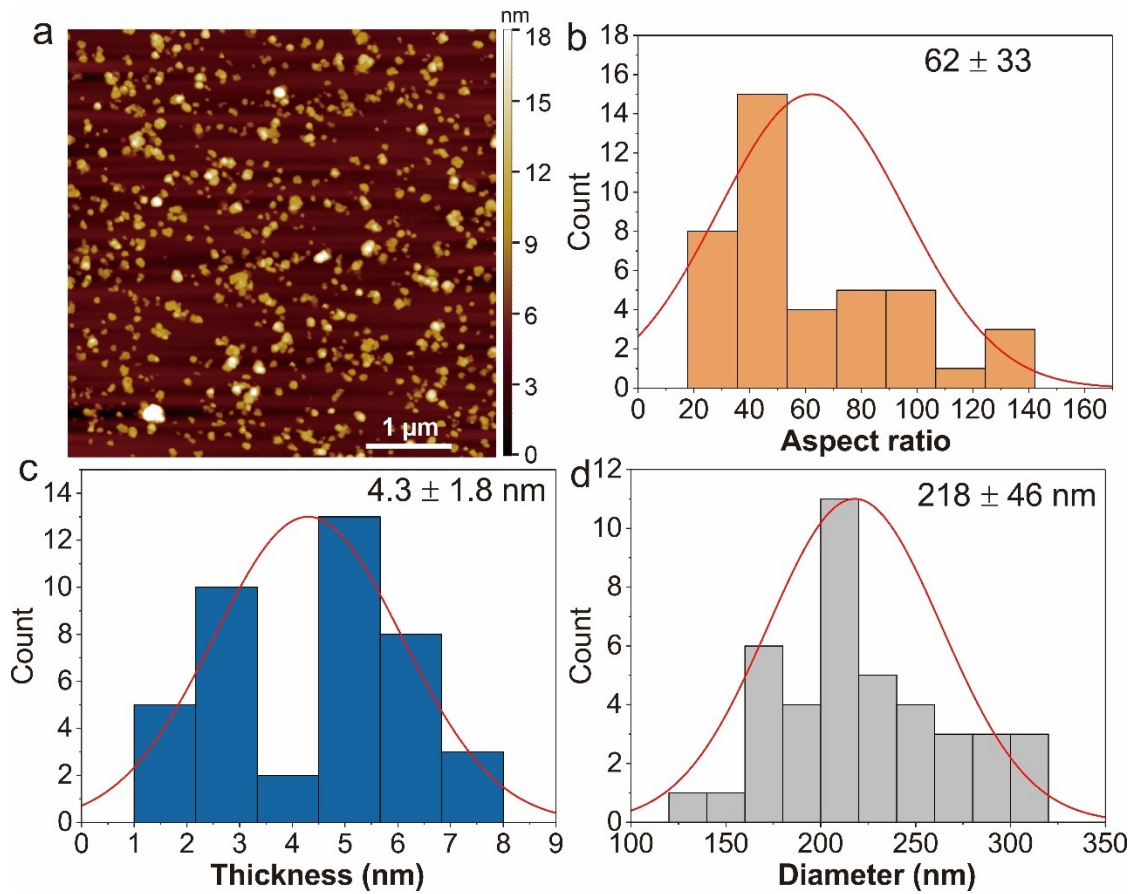 a
nm
18
15
12
9
6
3
0
1 µm
b
62 ± 33
Count
18
16
14
12
10
8
6
4
2
0
0 20 40 60 80 100 120 140 160
Aspect ratio
c
4.3 ± 1.8 nm
Count
14
12
10
8
6
4
2
0
0 1 2 3 4 5 6 7 8 9
Thickness (nm)
d
218 ± 46 nm
Count
12
10
8
6
4
2
0
100 150 200 250 300 350
Diameter (nm)